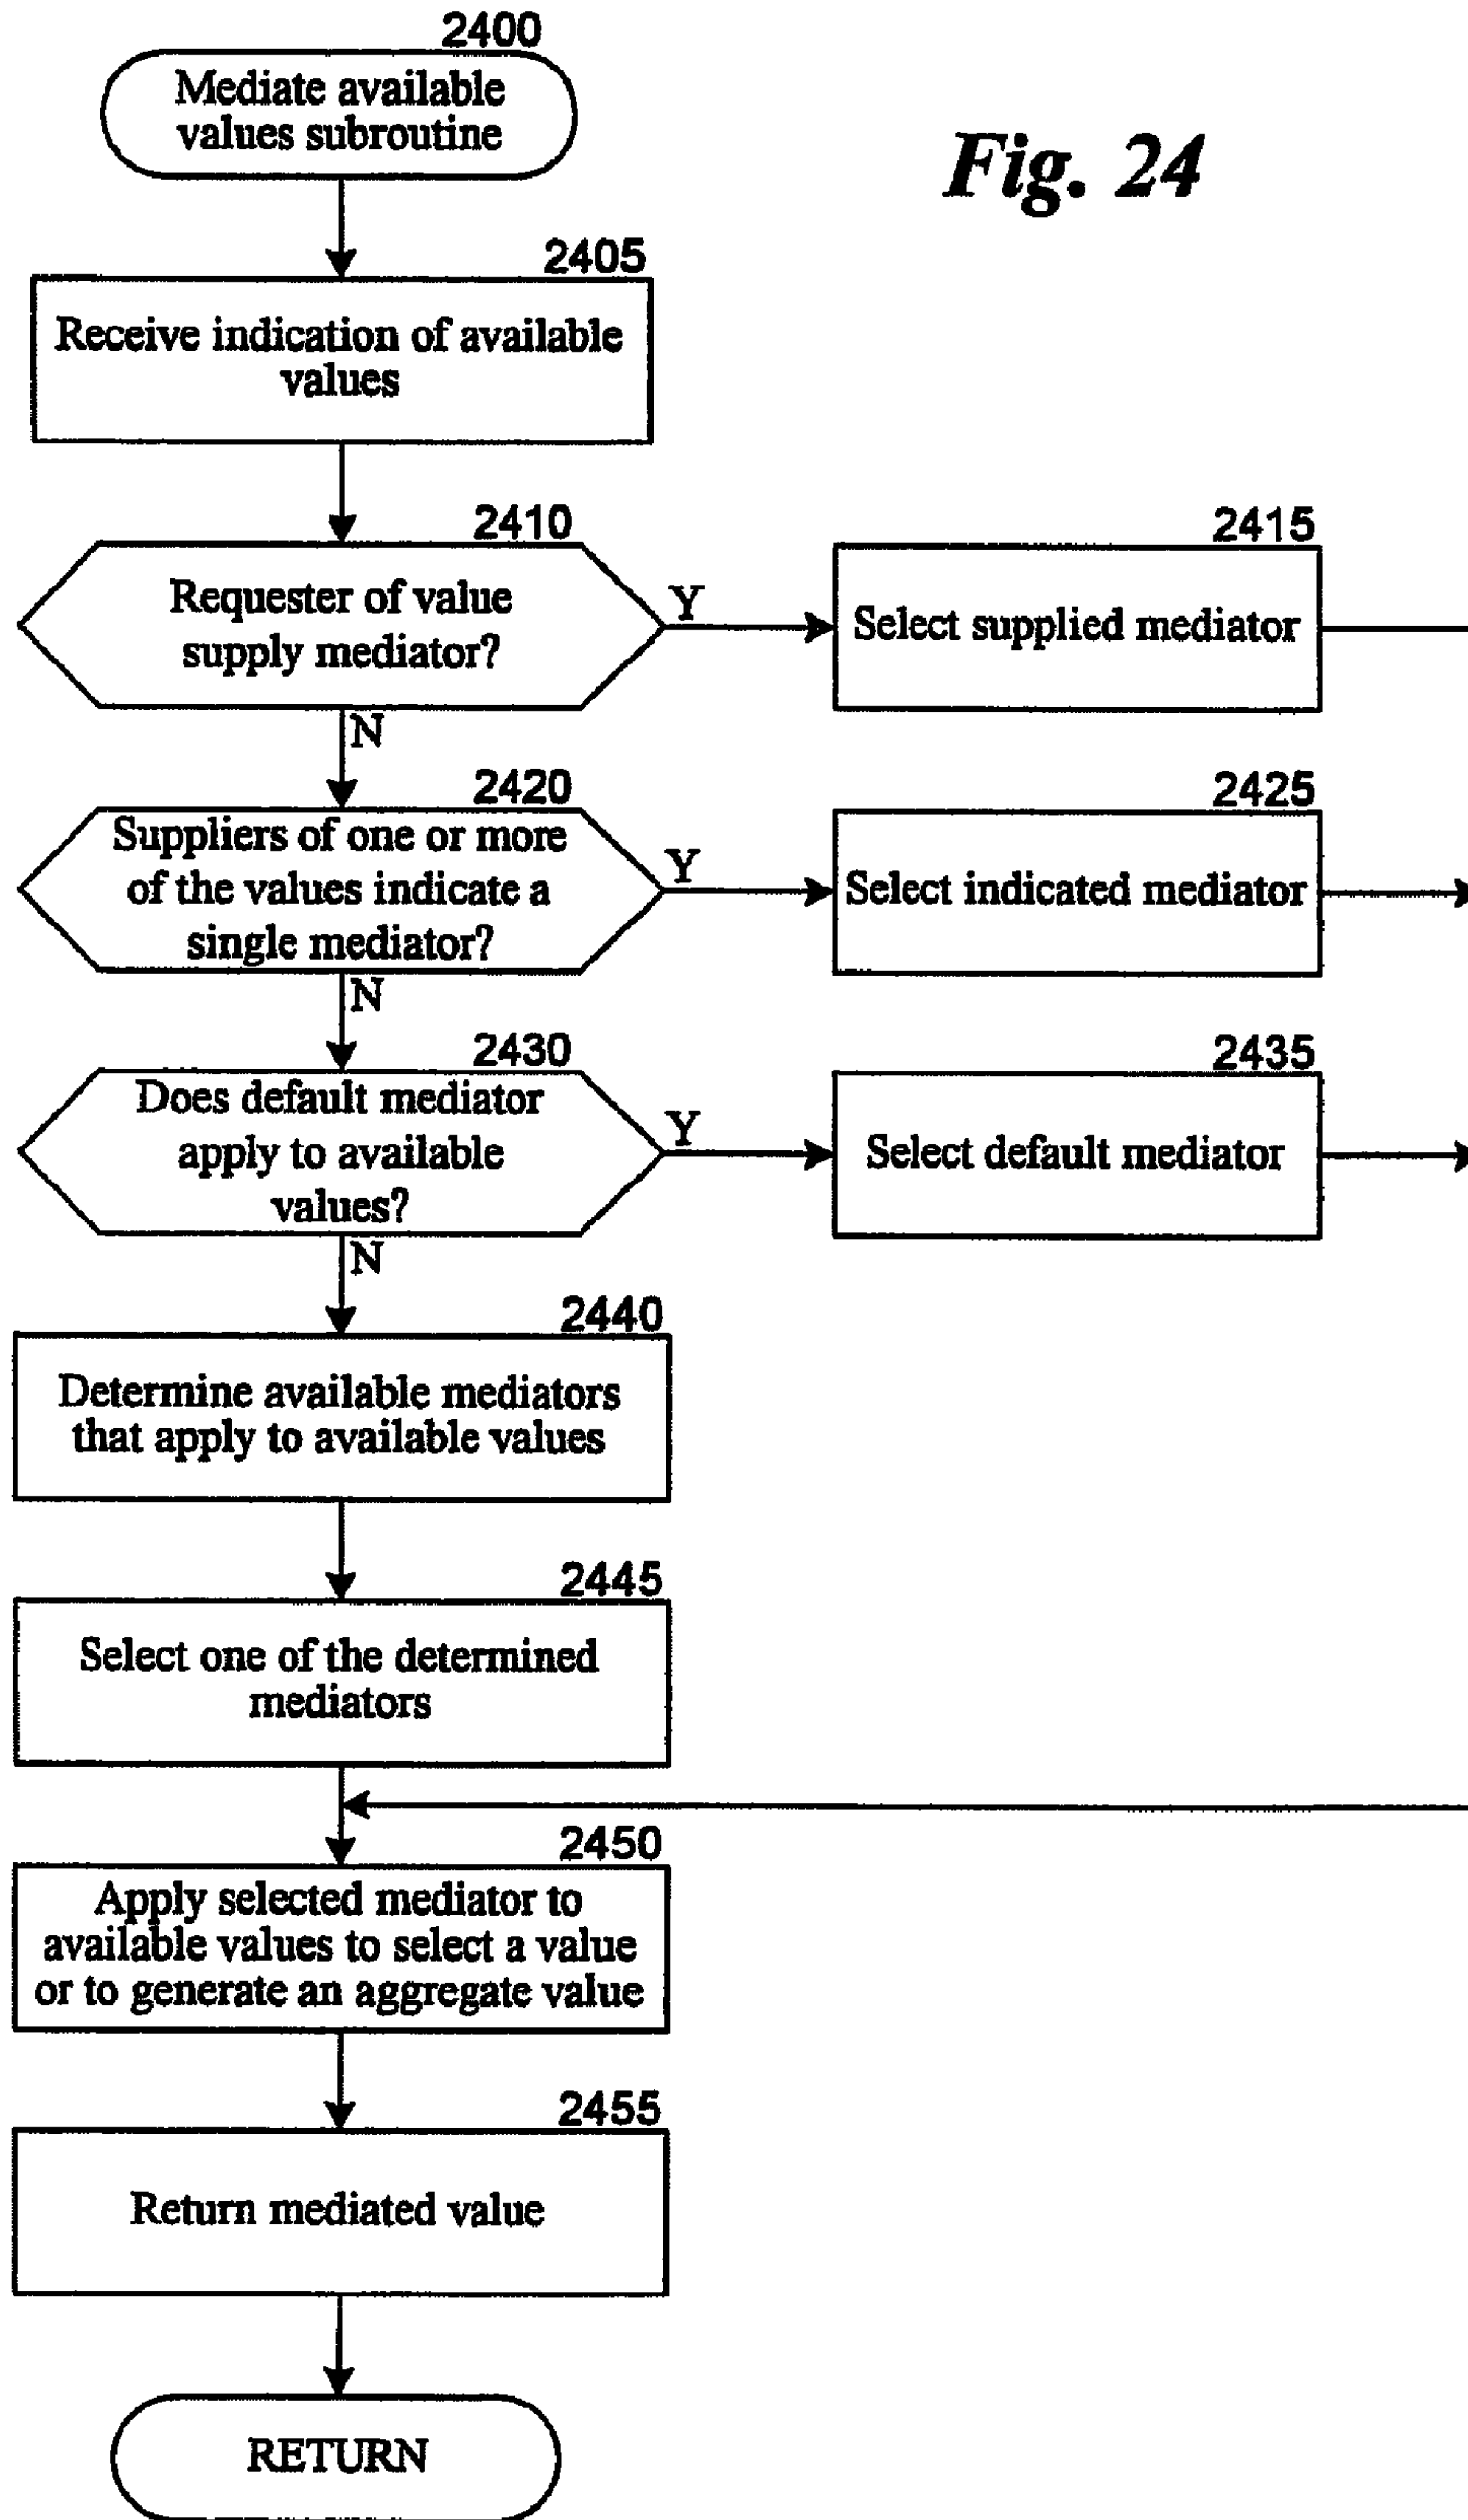 2400
Mediate available
values subroutine
Fig. 24
2405
Receive indication of available
values
2410
Requester of value
supply mediator?
Y
2415
Select supplied mediator
N
2420
Suppliers of one or more
of the values indicate a
single mediator?
Y
2425
Select indicated mediator
N
2430
Does default mediator
apply to available
values?
Y
2435
Select default mediator
N
2440
Determine available mediators
that apply to available values
2445
Select one of the determined
mediators
2450
Apply selected mediator to
available values to select a value
or to generate an aggregate value
2455
Return mediated value
RETURN